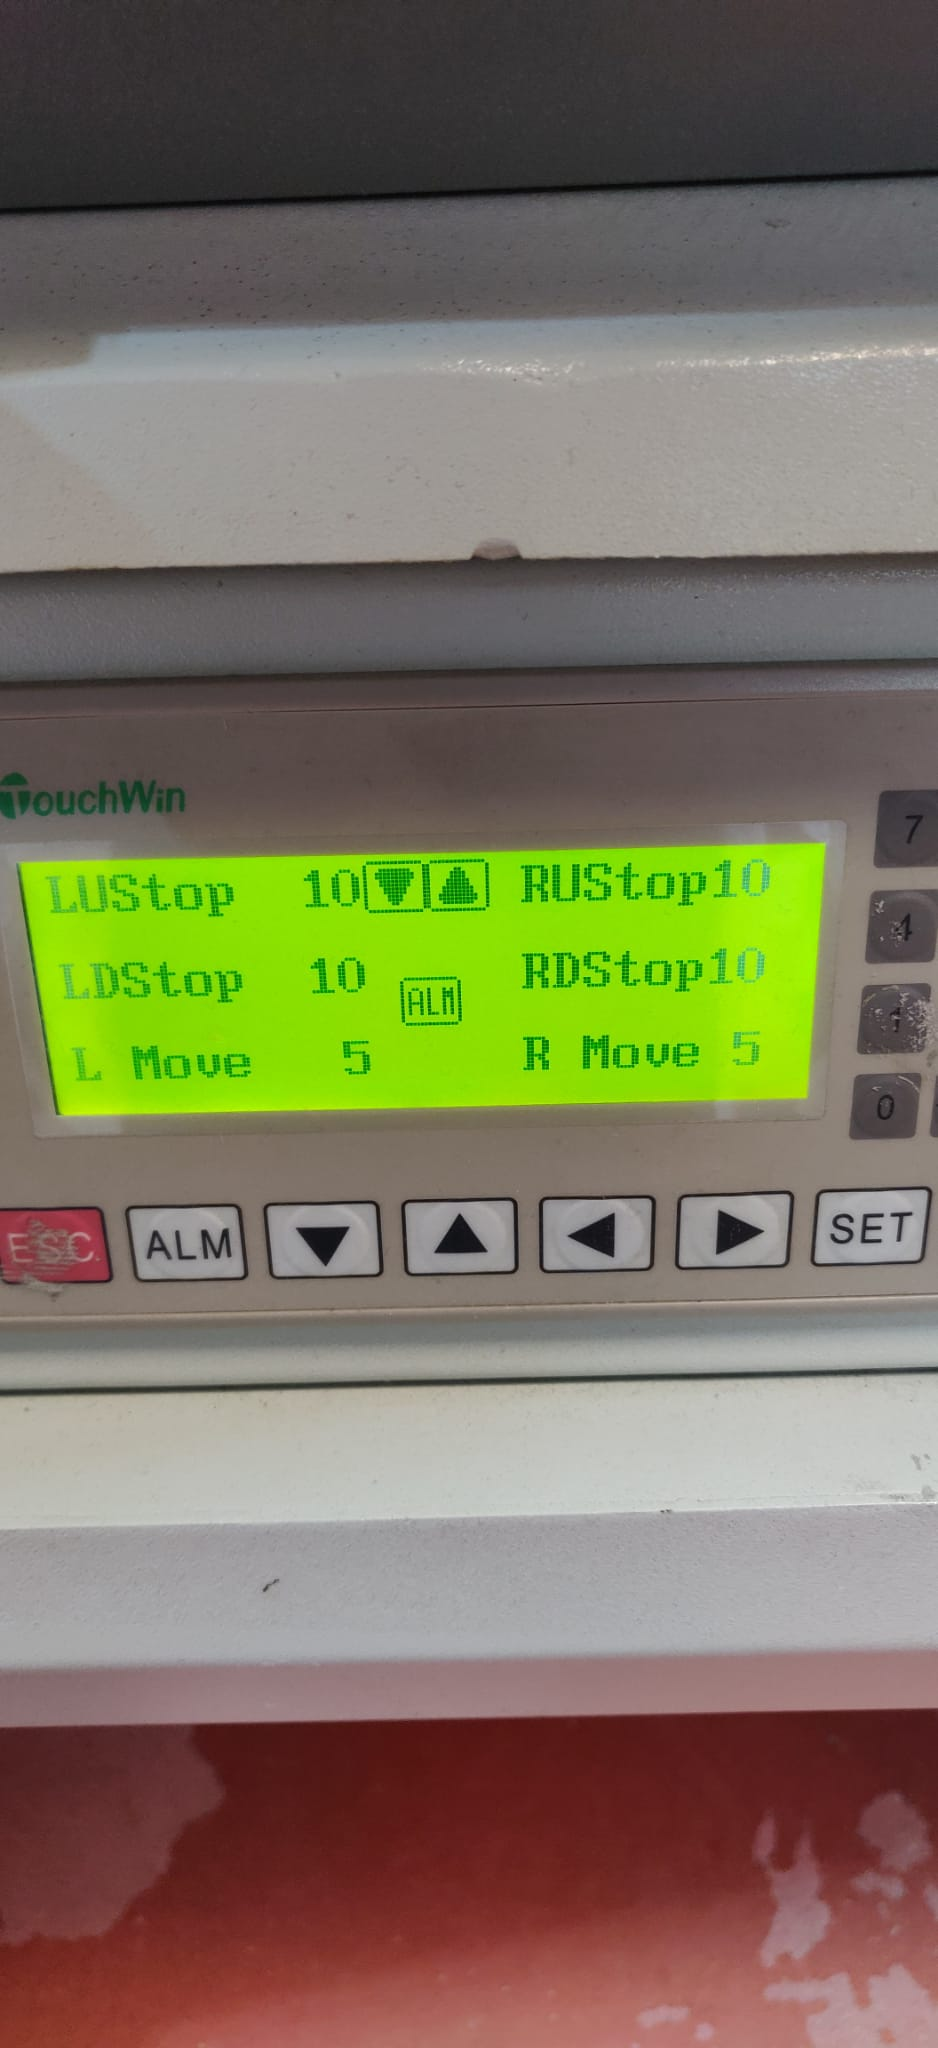 TouchWin
LUStop 10 ▼ ▲ RUStop10
LDStop 10 RDStop10
ALM
L Move 5 R Move 5
7
4
0
ESC
ALM ▼ ▲ ◀ ▶ SET